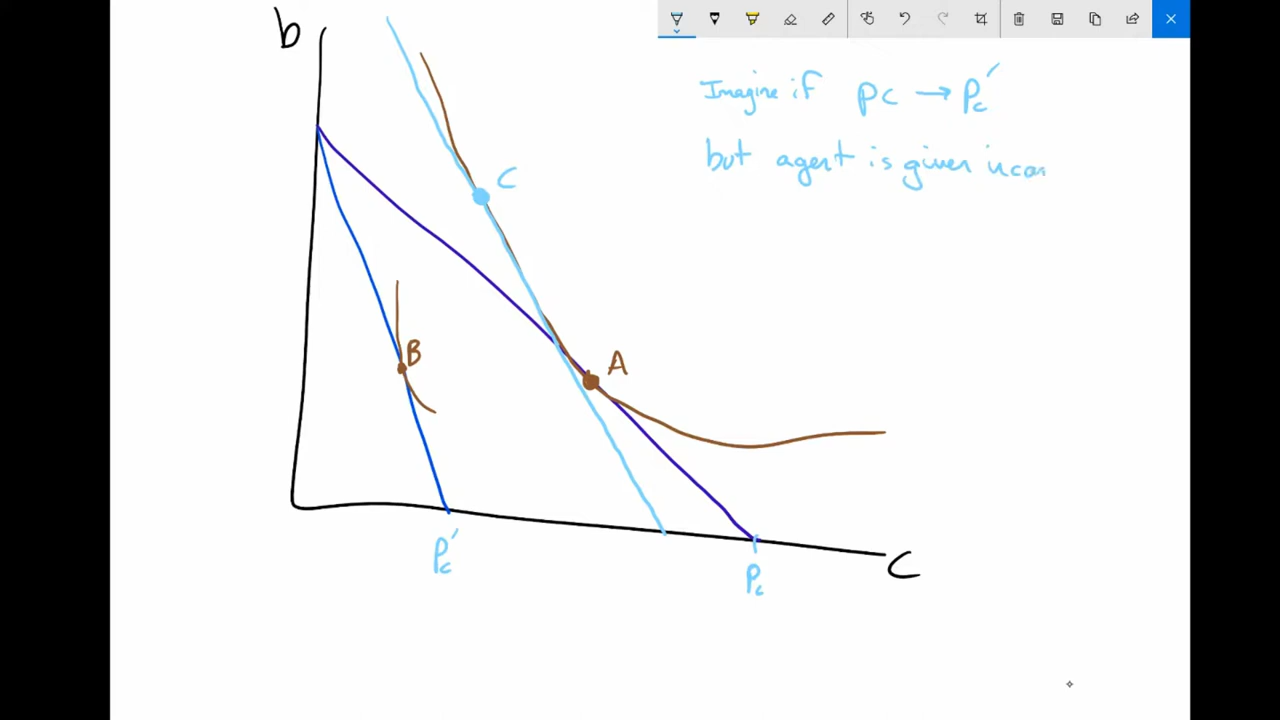 b
Imagine if pc → Pc′
but agent is given
C
B
A
Pc′
Pc
C